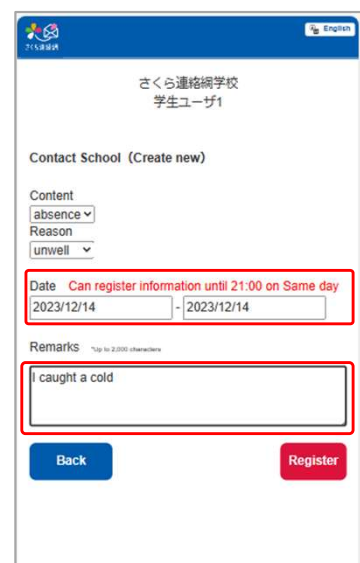 さくら連絡網
English
さくら連絡網学校
学生ユーザ1
Contact School（Create new）
Content
absence
Reason
unwell
Date Can register information until 21:00 on Same day
2023/12/14 - 2023/12/14
Remarks *Up to 2,000 characters
I caught a cold
Back Register